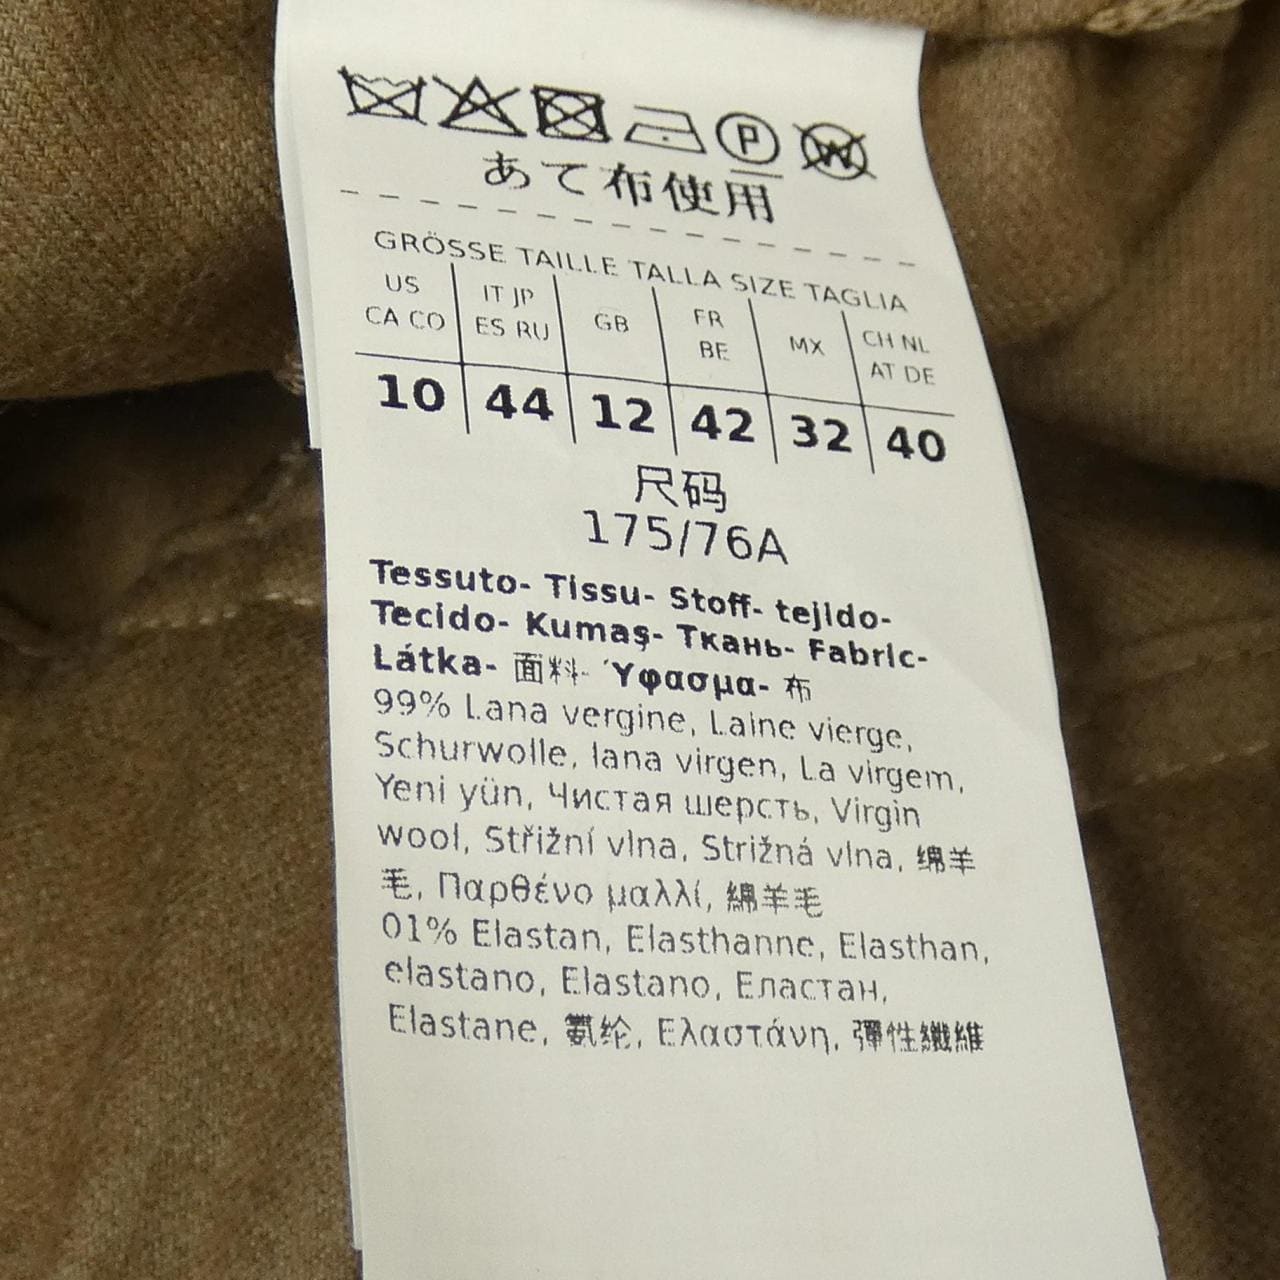 P W
あて布使用
GRÖSSE TAILLE TALLA SIZE TAGLIA
US CA CO | IT JP ES RU | GB | FR BE | MX | CH NL AT DE
10 | 44 | 12 | 42 | 32 | 40
尺码
175/76A
Tessuto- Tissu- Stoff- tejido-
Tecido- Kumaş- Ткань- Fabric-
Látka- 面料- Ύφασμα- 布
99% Lana vergine, Laine vierge,
Schurwolle, lana virgen, La virgem,
Yeni yün, Чистая шерсть, Virgin
wool, Střižní vlna, Strižná vlna, 绵羊
毛, Παρθένο μαλλί, 綿羊毛
01% Elastan, Elasthanne, Elasthan,
elastano, Elastano, Еластан,
Elastane, 氨纶, Ελαστάνη, 彈性纖維